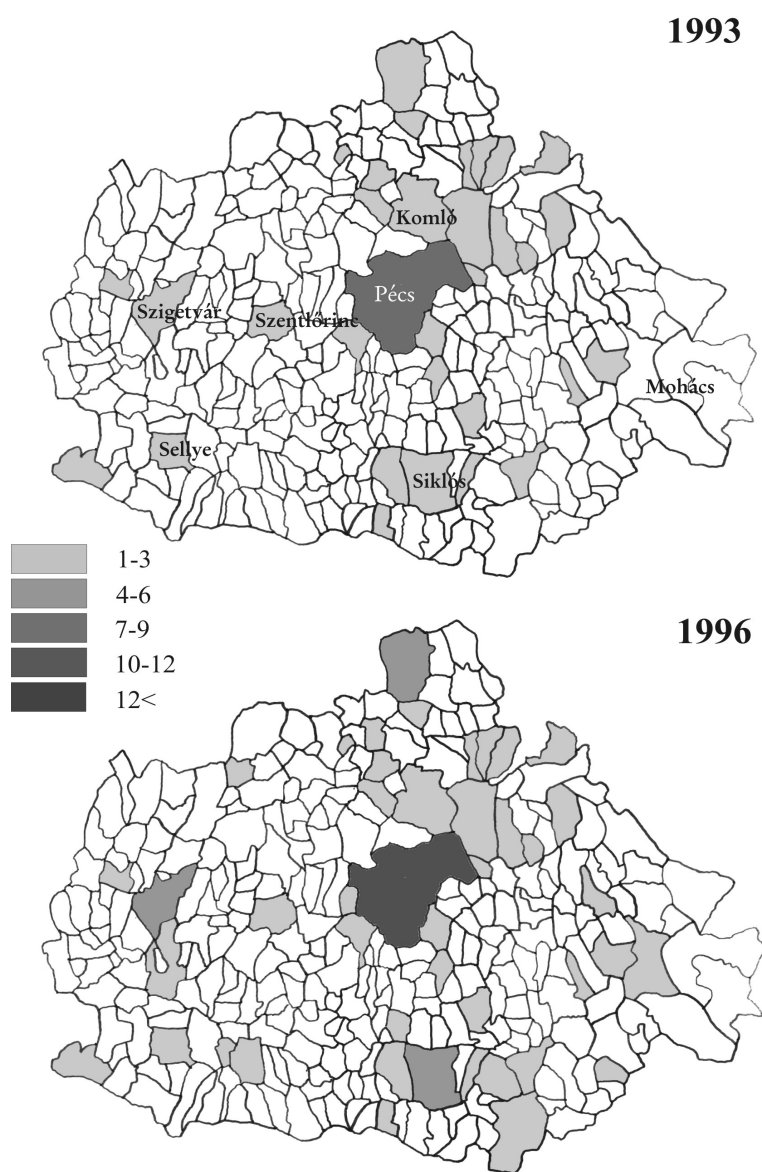 1993
Komló
Pécs
Szigetvár
Szentlőrinc
Mohács
Sellye
Siklós
1-3
4-6
7-9
10-12
12<
1996